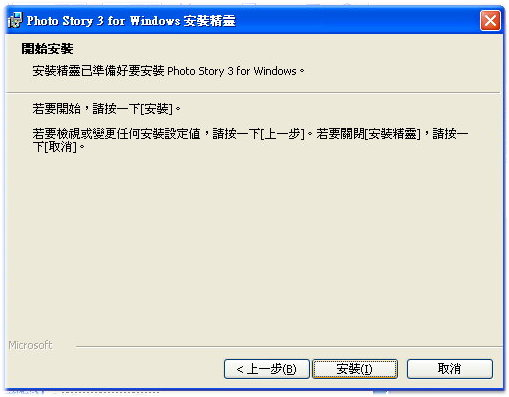 Photo Story 3 for Windows 安裝精靈
開始安裝
安裝精靈已準備好要安裝 Photo Story 3 for Windows。
若要開始，請按一下[安裝]。
若要檢視或變更任何安裝設定值，請按一下[上一步]。若要關閉[安裝精靈]，請按一
下[取消]。
Microsoft
< 上一步(B)
安裝(I)
取消